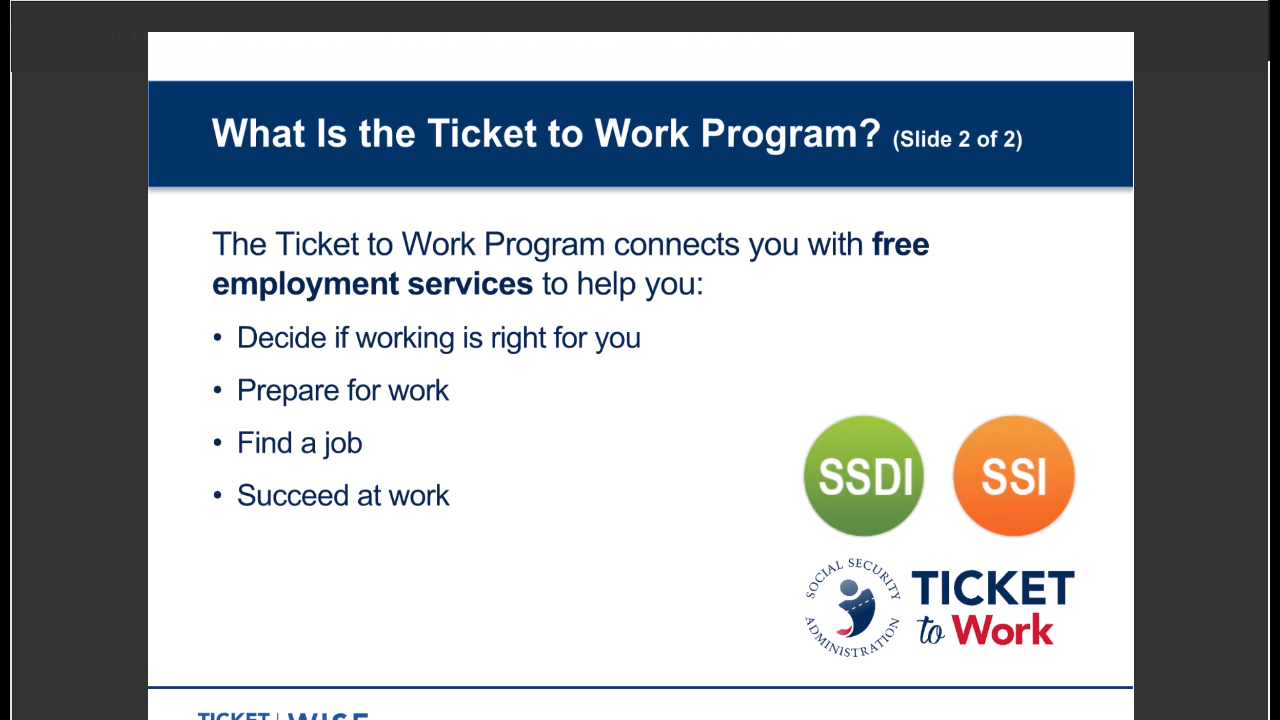 What Is the Ticket to Work Program? (Slide 2 of 2)
The Ticket to Work Program connects you with free
employment services to help you:
• Decide if working is right for you
• Prepare for work
• Find a job
• Succeed at work
SSDI SSI
SOCIAL SECURITY
ADMINISTRATION
TICKET
to Work
TICKET | WISE